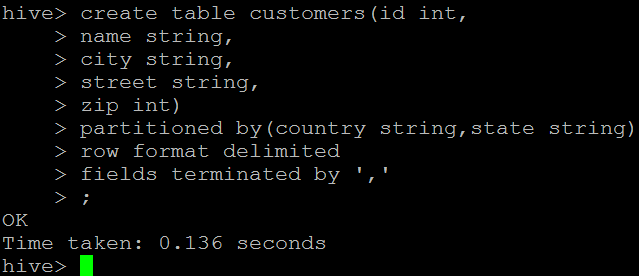 hive> create table customers(id int,
    > name string,
    > city string,
    > street string,
    > zip int)
    > partitioned by(country string,state string)
    > row format delimited
    > fields terminated by ','
    > ;
OK
Time taken: 0.136 seconds
hive>